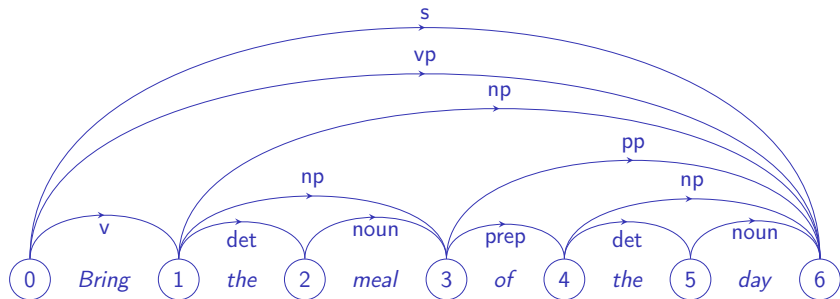 s
vp
np
pp
np np
v det noun prep det noun
0 Bring 1 the 2 meal 3 of 4 the 5 day 6